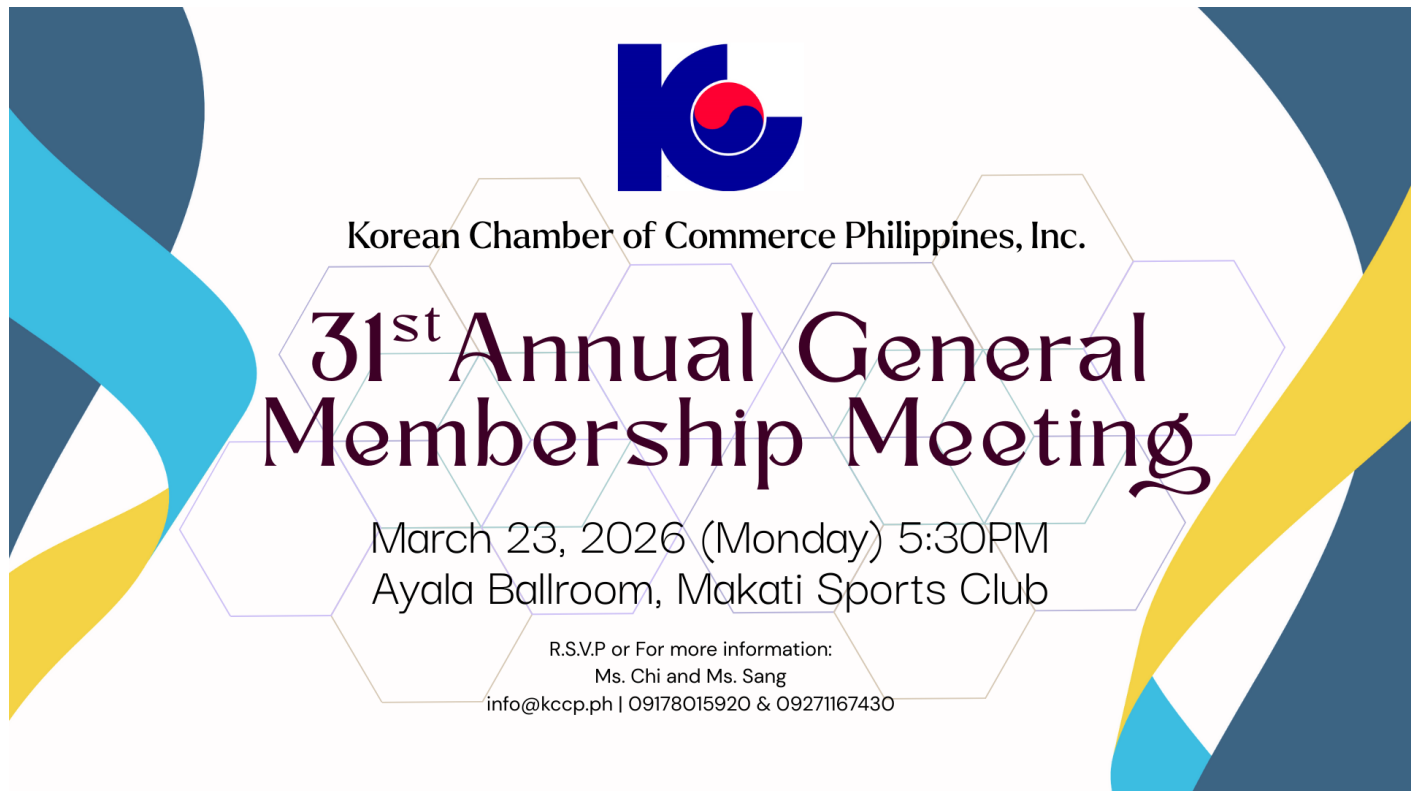 KC
Korean Chamber of Commerce Philippines, Inc.
31st Annual General
Membership Meeting
March 23, 2026 (Monday) 5:30PM
Ayala Ballroom, Makati Sports Club
R.S.V.P or For more information:
Ms. Chi and Ms. Sang
info@kccp.ph | 09178015920 & 09271167430